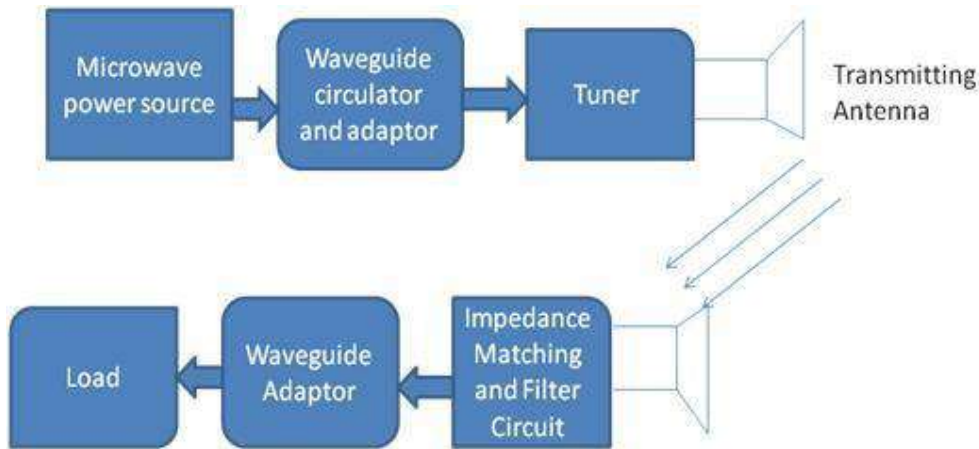 Microwave
power source
Waveguide
circulator
and adaptor
Tuner
Transmitting
Antenna
Load
Waveguide
Adaptor
Impedance
Matching
and Filter
Circuit